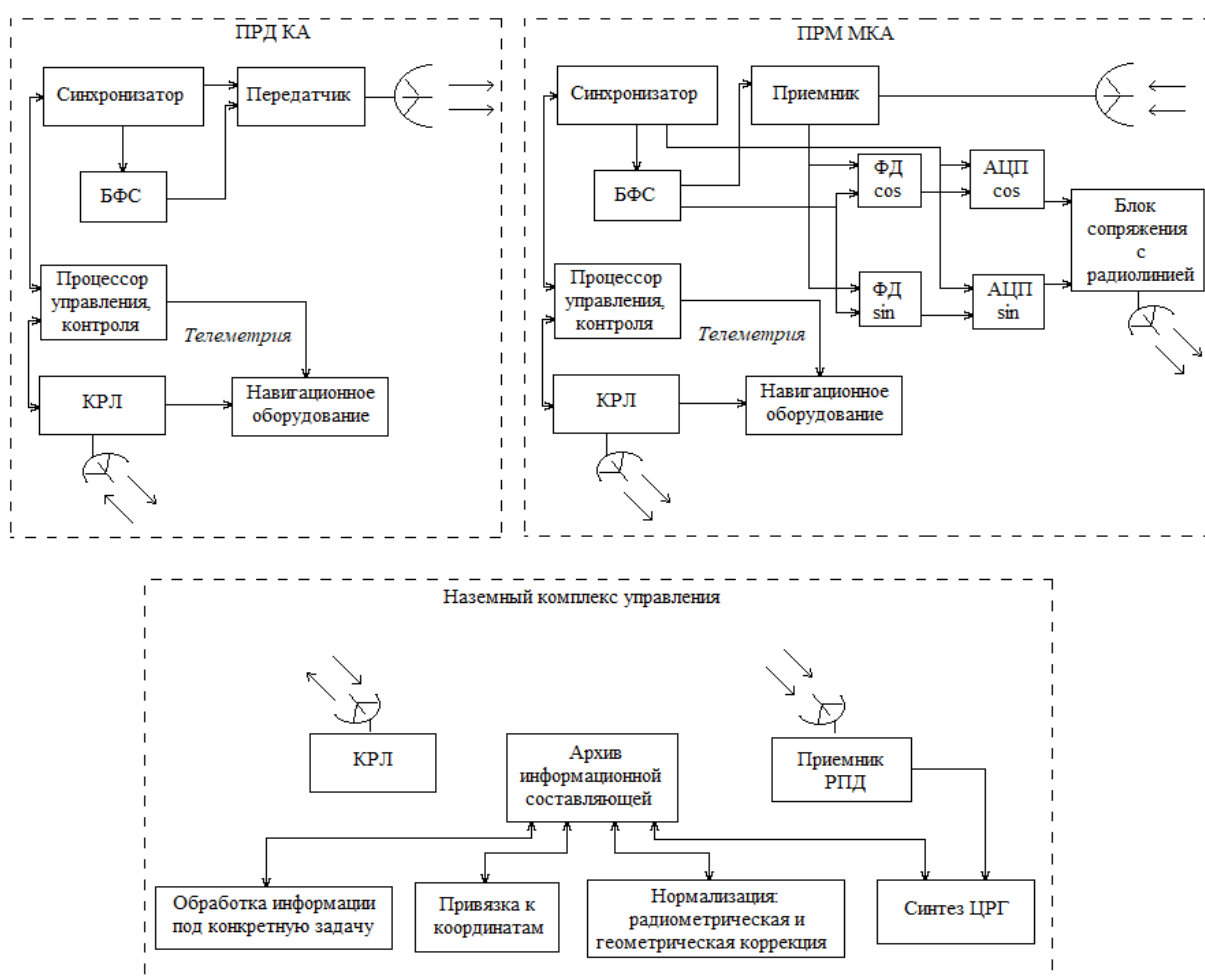 ПРД КА
Синхронизатор
Передатчик
БФС
Процессор
управления,
контроля
Телеметрия
КРЛ
Навигационное
оборудование
ПРМ МКА
Синхронизатор
Приемник
БФС
ФД
cos
АЦП
cos
Блок
сопряжения
с
радиолинией
ФД
sin
АЦП
sin
Процессор
управления,
контроля
Телеметрия
КРЛ
Навигационное
оборудование
Наземный комплекс управления
КРЛ
Архив
информационной
составляющей
Приемник
РПД
Обработка информации
под конкретную задачу
Привязка к
координатам
Нормализация:
радиометрическая и
геометрическая коррекция
Синтез ЦРГ